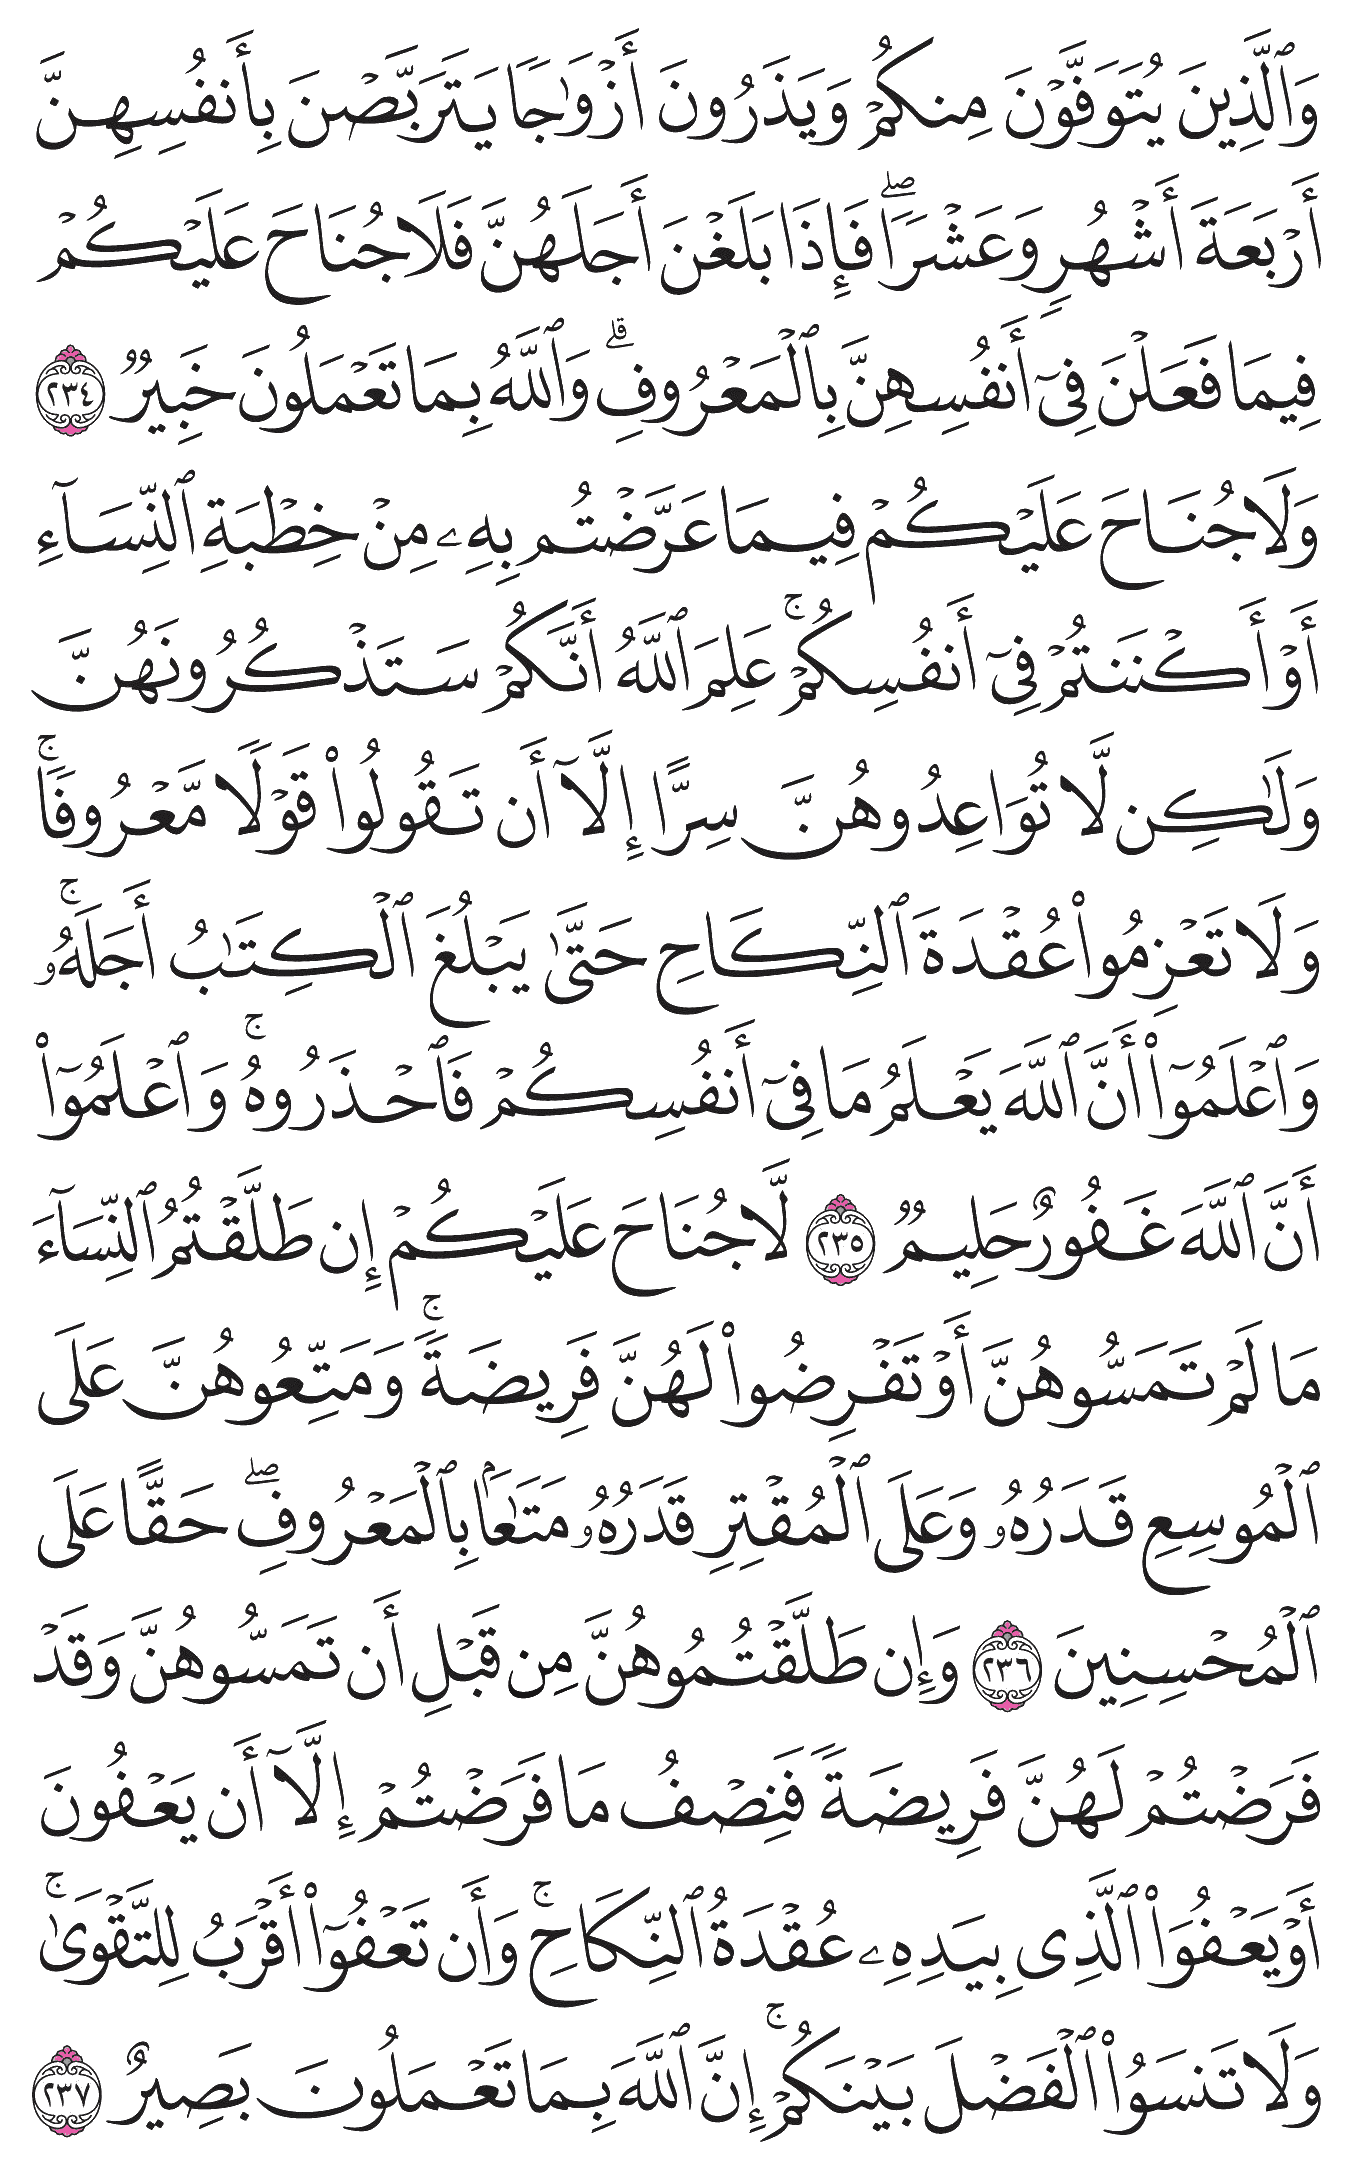 وَٱلَّذِينَ يُتَوَفَّوۡنَ مِنكُمۡ وَيَذَرُونَ أَزۡوَٰجٗا يَتَرَبَّصۡنَ بِأَنفُسِهِنَّ
أَرۡبَعَةَ أَشۡهُرٖ وَعَشۡرٗاۖ فَإِذَا بَلَغۡنَ أَجَلَهُنَّ فَلَا جُنَاحَ عَلَيۡكُمۡ
فِيمَا فَعَلۡنَ فِيٓ أَنفُسِهِنَّ بِٱلۡمَعۡرُوفِۗ وَٱللَّهُ بِمَا تَعۡمَلُونَ خَبِيرٞ ٢٣٤
وَلَا جُنَاحَ عَلَيۡكُمۡ فِيمَا عَرَّضۡتُم بِهِۦ مِنۡ خِطۡبَةِ ٱلنِّسَآءِ
أَوۡ أَكۡنَنتُمۡ فِيٓ أَنفُسِكُمۡۚ عَلِمَ ٱللَّهُ أَنَّكُمۡ سَتَذۡكُرُونَهُنَّ
وَلَٰكِن لَّا تُوَاعِدُوهُنَّ سِرًّا إِلَّآ أَن تَقُولُواْ قَوۡلٗا مَّعۡرُوفٗاۚ
وَلَا تَعۡزِمُواْ عُقۡدَةَ ٱلنِّكَاحِ حَتَّىٰ يَبۡلُغَ ٱلۡكِتَٰبُ أَجَلَهُۥۚ
وَٱعۡلَمُوٓاْ أَنَّ ٱللَّهَ يَعۡلَمُ مَا فِيٓ أَنفُسِكُمۡ فَٱحۡذَرُوهُۚ وَٱعۡلَمُوٓاْ
أَنَّ ٱللَّهَ غَفُورٌ حَلِيمٞ ٢٣٥ لَّا جُنَاحَ عَلَيۡكُمۡ إِن طَلَّقۡتُمُ ٱلنِّسَآءَ
مَا لَمۡ تَمَسُّوهُنَّ أَوۡ تَفۡرِضُواْ لَهُنَّ فَرِيضَةٗۚ وَمَتِّعُوهُنَّ عَلَى
ٱلۡمُوسِعِ قَدَرُهُۥ وَعَلَى ٱلۡمُقۡتِرِ قَدَرُهُۥ مَتَٰعَۢا بِٱلۡمَعۡرُوفِۖ حَقًّا عَلَى
ٱلۡمُحۡسِنِينَ ٢٣٦ وَإِن طَلَّقۡتُمُوهُنَّ مِن قَبۡلِ أَن تَمَسُّوهُنَّ وَقَدۡ
فَرَضۡتُمۡ لَهُنَّ فَرِيضَةٗ فَنِصۡفُ مَا فَرَضۡتُمۡ إِلَّآ أَن يَعۡفُونَ
أَوۡ يَعۡفُوَاْ ٱلَّذِي بِيَدِهِۦ عُقۡدَةُ ٱلنِّكَاحِۚ وَأَن تَعۡفُوٓاْ أَقۡرَبُ لِلتَّقۡوَىٰۚ
وَلَا تَنسَوُاْ ٱلۡفَضۡلَ بَيۡنَكُمۡۚ إِنَّ ٱللَّهَ بِمَا تَعۡمَلُونَ بَصِيرٌ ٢٣٧